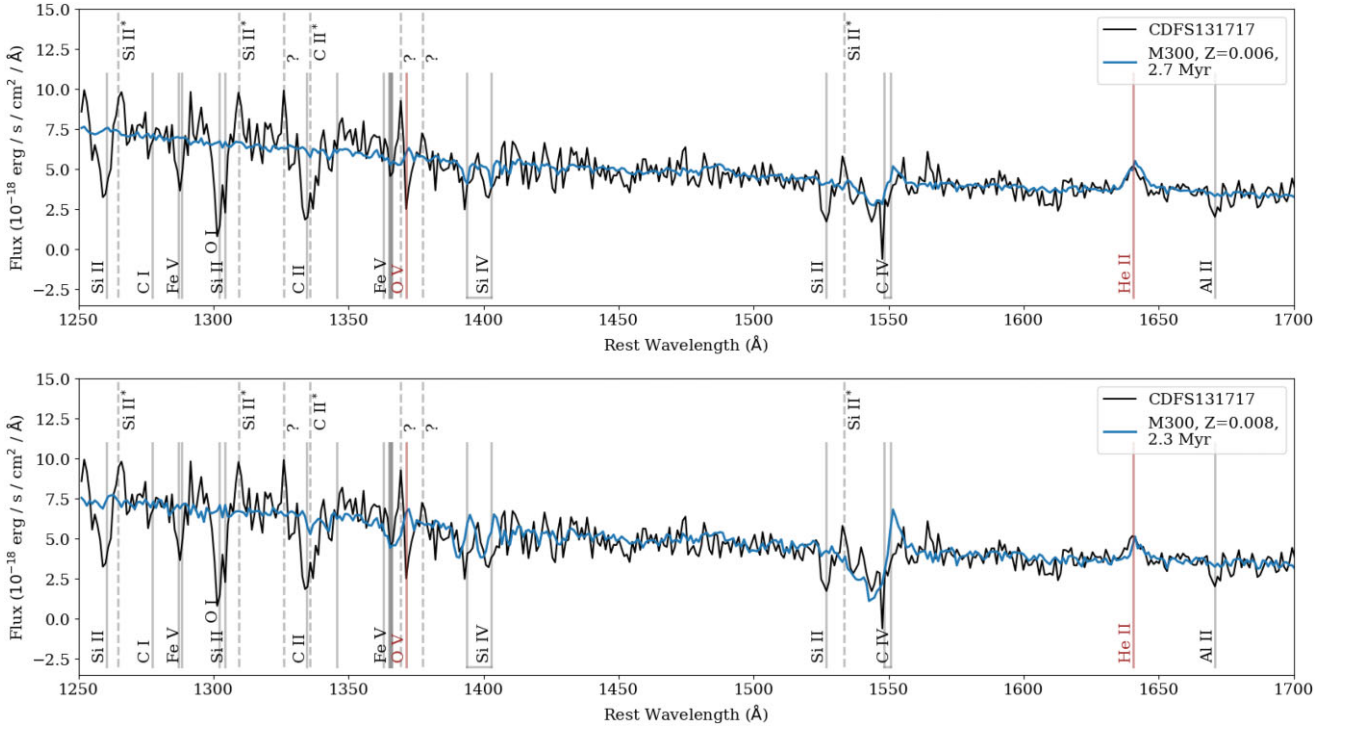 15.0
12.5
10.0
7.5
5.0
2.5
0.0
−2.5
Flux (10⁻¹⁸ erg / s / cm² / Å)
Si II*
Si II*
?
C II*
?
?
Si II*
CDFS131717
M300, Z=0.006,
2.7 Myr
Si II
C I
Fe V
O I
Si II
C II
Fe V
O V
Si IV
Si II
C IV
He II
Al II
1250
1300
1350
1400
1450
1500
1550
1600
1650
1700
Rest Wavelength (Å)
15.0
12.5
10.0
7.5
5.0
2.5
0.0
−2.5
Flux (10⁻¹⁸ erg / s / cm² / Å)
Si II*
Si II*
?
C II*
?
?
Si II*
CDFS131717
M300, Z=0.008,
2.3 Myr
Si II
C I
Fe V
O I
Si II
C II
Fe V
O V
Si IV
Si II
C IV
He II
Al II
1250
1300
1350
1400
1450
1500
1550
1600
1650
1700
Rest Wavelength (Å)